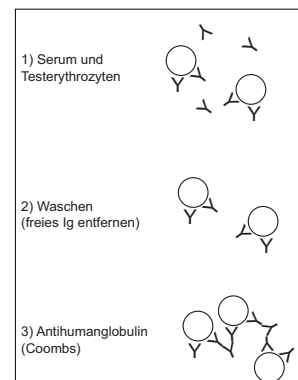 1) Serum und
Testerythrozyten
2) Waschen
(freies Ig entfernen)
3) Antihumanglobulin
(Coombs)